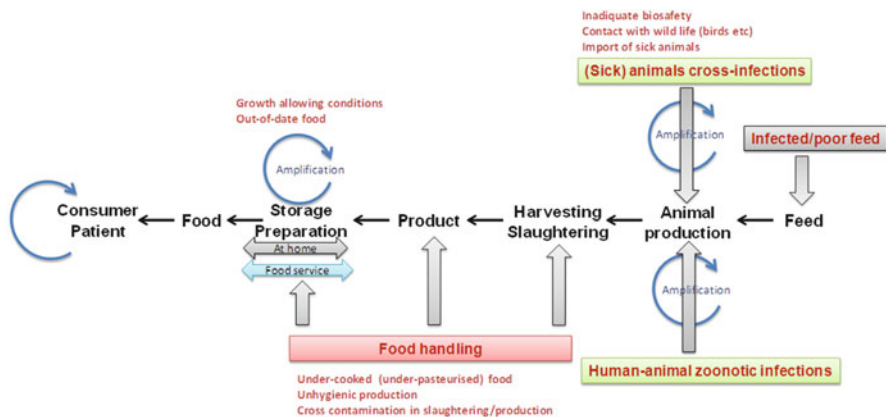 Inadiquate biosafety
Contact with wild life (birds etc)
Import of sick animals
(Sick) animals cross-infections
Growth allowing conditions
Out-of-date food
Amplification
Amplification
Infected/poor feed
Consumer
Patient
Food
Storage
Preparation
Product
Harvesting
Slaughtering
Animal
production
Feed
At home
Food service
Amplification
Food handling
Human-animal zoonotic infections
Under-cooked (under-pasteurised) food
Unhygienic production
Cross contamination in slaughtering/production